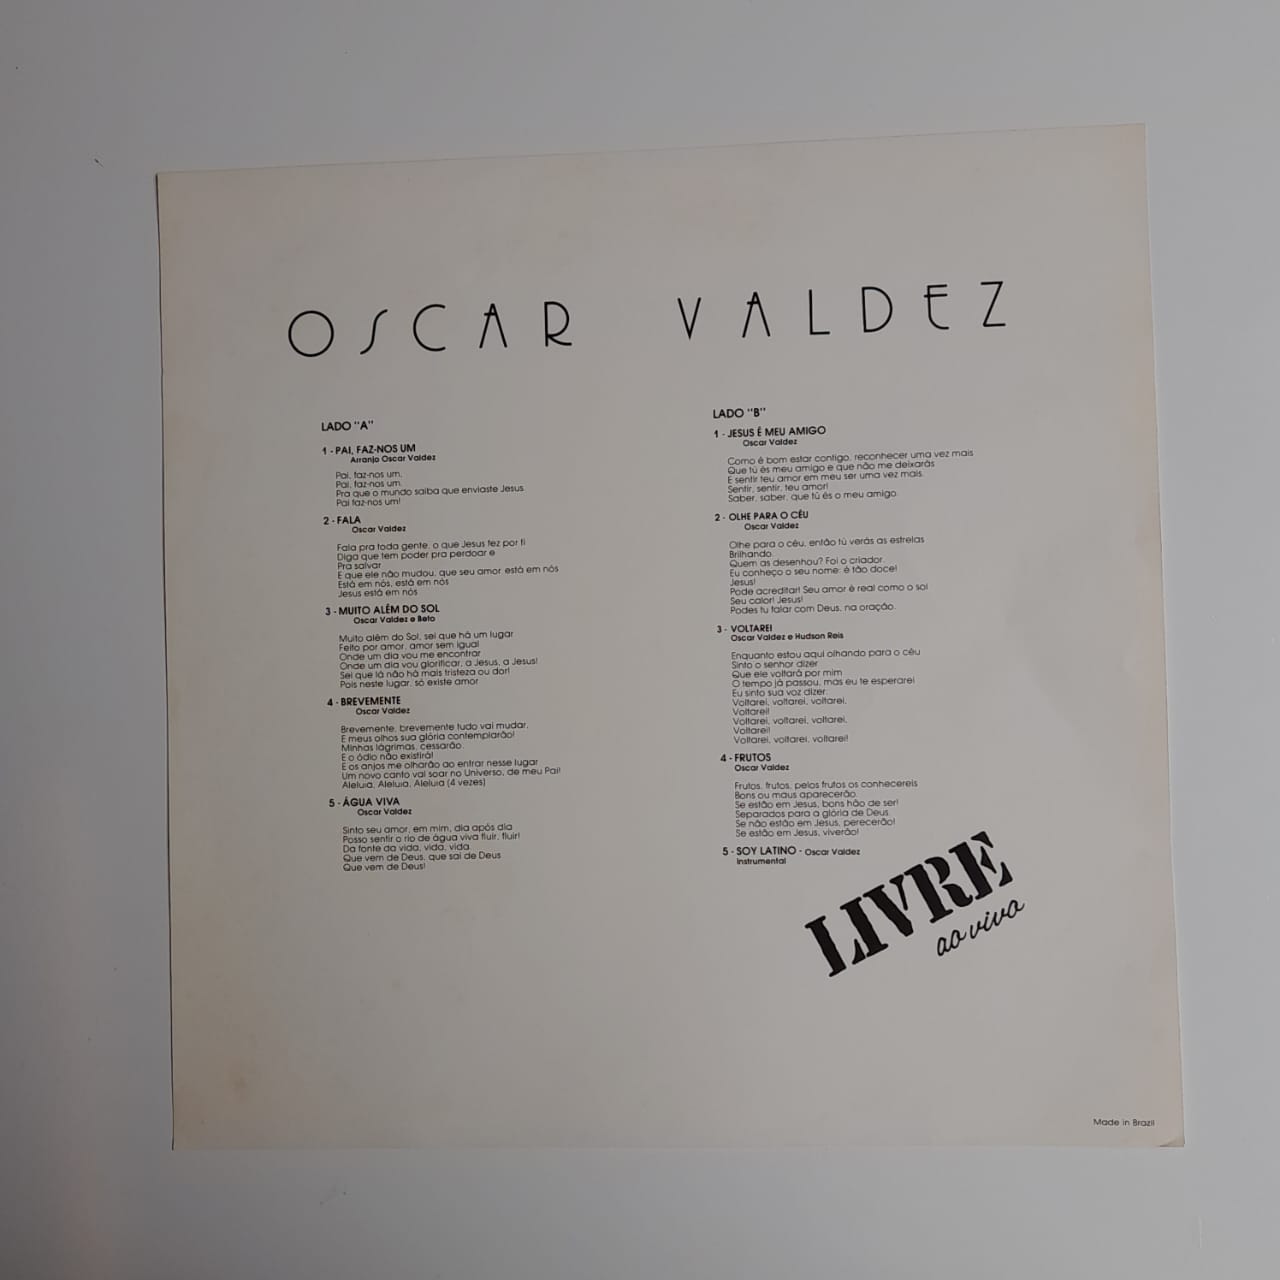 OSCAR VALDEZ
LADO "A"
1 - PAI, FAZ-NOS UM
Arranjo Oscar Valdez
Pai, faz-nos um,
Pai, faz-nos um,
Pra que o mundo saiba que enviaste Jesus
Pai faz-nos um!
2 - FALA
Oscar Valdez
Fala pra toda gente, o que Jesus fez por ti
Diga que tem poder pra perdoar e
Pra salvar
E que ele não mudou, que seu amor está em nós
Está em nós, está em nós
Jesus está em nós
3 - MUITO ALÉM DO SOL
Oscar Valdez e Beto
Muito além do Sol, sei que há um lugar
Feito por amor, amor sem igual
Onde um dia vou me encontrar
Onde um dia vou glorificar, a Jesus, a Jesus!
Sei que lá não há mais tristeza ou dor!
Pois neste lugar, só existe amor
4 - BREVEMENTE
Oscar Valdez
Brevemente, brevemente tudo vai mudar,
E meus olhos sua glória contemplarão!
Minhas lágrimas, cessarão.
E o ódio não existirá!
E os anjos me olharão ao entrar nesse lugar
Um novo canto vai soar no Universo, de meu Pai!
Aleluia, Aleluia, Aleluia (4 vezes)
5 - ÁGUA VIVA
Oscar Valdez
Sinto seu amor, em mim, dia após dia
Posso sentir o rio de água viva fluir, fluir!
Da fonte da vida, vida, vida
Que vem de Deus, que sai de Deus
Que vem de Deus!
LADO "B"
1 - JESUS É MEU AMIGO
Oscar Valdez
Como é bom estar contigo, reconhecer uma vez mais
Que tú és meu amigo e que não me deixarás
E sentir teu amor em meu ser uma vez mais.
Sentir, sentir, teu amor!
Saber, saber, que tú és o meu amigo.
2 - OLHE PARA O CÉU
Oscar Valdez
Olhe para o céu, então tú verás as estrelas
Brilhando.
Quem as desenhou? Foi o criador.
Eu conheço o seu nome: é tão doce!
Jesus!
Pode acreditar! Seu amor é real como o sol
Seu calor! Jesus!
Podes tu falar com Deus, na oração.
3 - VOLTAREI
Oscar Valdez e Hudson Reis
Enquanto estou aqui olhando para o céu
Sinto o senhor dizer
Que ele voltará por mim
O tempo já passou, mas eu te esperarei
Eu sinto sua voz dizer:
Voltarei, voltarei, voltarei,
Voltarei!
Voltarei, voltarei, voltarei,
Voltarei!
Voltarei, voltarei, voltarei!
4 - FRUTOS
Oscar Valdez
Frutos, frutos, pelos frutos os conhecereis
Bons ou maus aparecerão.
Se estão em Jesus, bons hão de ser!
Separados para a glória de Deus
Se não estão em Jesus, perecerão!
Se estão em Jesus, viverão!
5 - SOY LATINO - Oscar Valdez
Instrumental
LIVRE
ao vivo
Made in Brazil